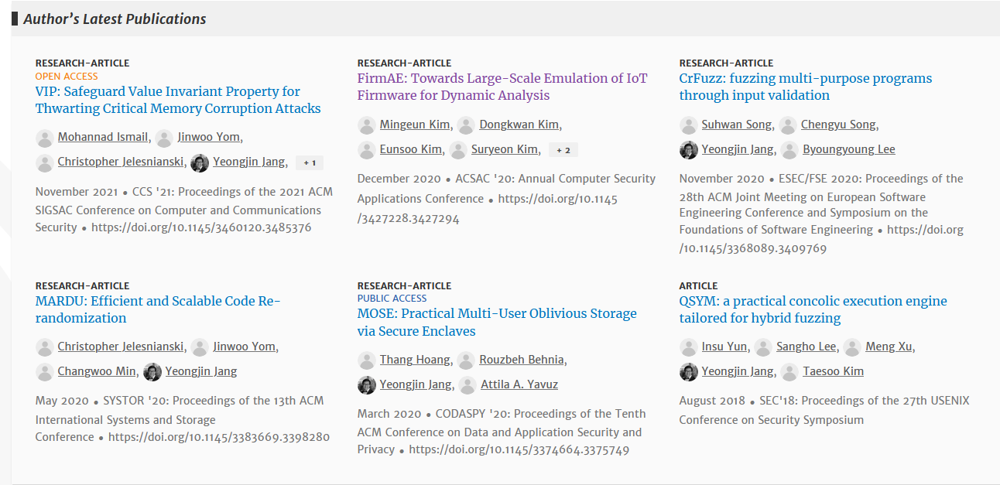 Author's Latest Publications
RESEARCH-ARTICLE
OPEN ACCESS
VIP: Safeguard Value Invariant Property for
Thwarting Critical Memory Corruption Attacks
Mohannad Ismail, Jinwoo Yom,
Christopher Jelesnianski, Yeongjin Jang, + 1
November 2021 • CCS '21: Proceedings of the 2021 ACM
SIGSAC Conference on Computer and Communications
Security • https://doi.org/10.1145/3460120.3485376
RESEARCH-ARTICLE
FirmAE: Towards Large-Scale Emulation of IoT
Firmware for Dynamic Analysis
Mingeun Kim, Dongkwan Kim,
Eunsoo Kim, Suryeon Kim, + 2
December 2020 • ACSAC '20: Annual Computer Security
Applications Conference • https://doi.org/10.1145
/3427228.3427294
RESEARCH-ARTICLE
CrFuzz: fuzzing multi-purpose programs
through input validation
Suhwan Song, Chengyu Song,
Yeongjin Jang, Byoungyoung Lee
November 2020 • ESEC/FSE 2020: Proceedings of the
28th ACM Joint Meeting on European Software
Engineering Conference and Symposium on the
Foundations of Software Engineering • https://doi.org
/10.1145/3368089.3409769
RESEARCH-ARTICLE
MARDU: Efficient and Scalable Code Re-
randomization
Christopher Jelesnianski, Jinwoo Yom,
Changwoo Min, Yeongjin Jang
May 2020 • SYSTOR '20: Proceedings of the 13th ACM
International Systems and Storage
Conference • https://doi.org/10.1145/3383669.3398280
RESEARCH-ARTICLE
PUBLIC ACCESS
MOSE: Practical Multi-User Oblivious Storage
via Secure Enclaves
Thang Hoang, Rouzbeh Behnia,
Yeongjin Jang, Attila A. Yavuz
March 2020 • CODASPY '20: Proceedings of the Tenth
ACM Conference on Data and Application Security and
Privacy • https://doi.org/10.1145/3374664.3375749
ARTICLE
QSYM: a practical concolic execution engine
tailored for hybrid fuzzing
Insu Yun, Sangho Lee, Meng Xu,
Yeongjin Jang, Taesoo Kim
August 2018 • SEC'18: Proceedings of the 27th USENIX
Conference on Security Symposium